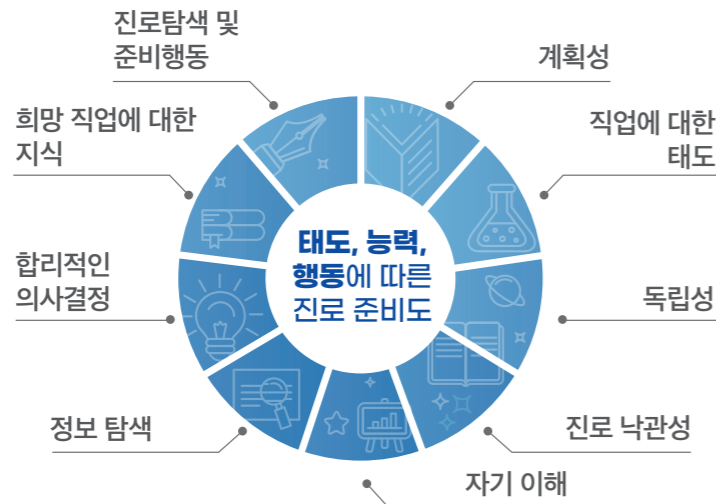 진로탐색 및
준비행동
계획성
희망 직업에 대한
지식
직업에 대한
태도
태도, 능력,
행동에 따른
진로 준비도
합리적인
의사결정
독립성
정보 탐색
진로 낙관성
자기 이해